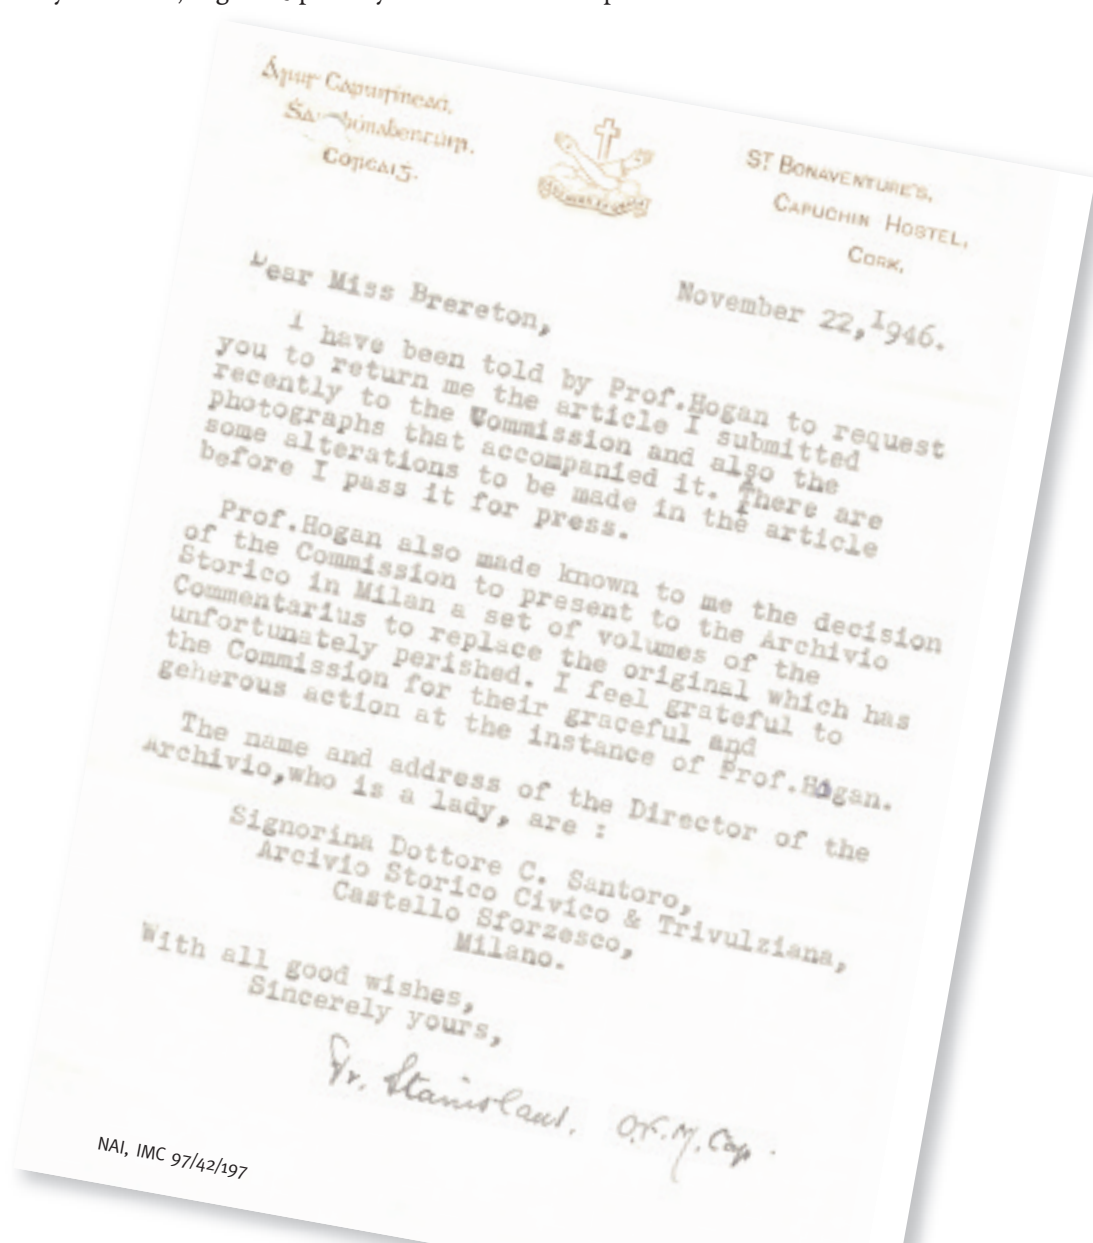 Corcaiġ.
ST BONAVENTURE'S,
CAPUCHIN HOSTEL,
CORK,
November 22,1946.
Dear Miss Brereton,
I have been told by Prof.Hogan to request
you to return me the article I submitted
recently to the Commission and also the
photographs that accompanied it. There are
some alterations to be made in the article
before I pass it for press.
Prof.Hogan also made known to me the decision
of the Commission to present to the Archivio
Storico in Milan a set of volumes of the
Commentarius to replace the original which has
unfortunately perished. I feel grateful to
the Commission for their graceful and
generous action at the instance of Prof.Hogan.
The name and address of the Director of the
Archivio,who is a lady, are :
Signorina Dottore C. Santoro,
Arcivio Storico Civico & Trivulziana,
Castello Sforzesco,
Milano.
With all good wishes,
Sincerely yours,
Fr. Stanislaus. O.F.M. Cap.
NAI, IMC 97/42/197